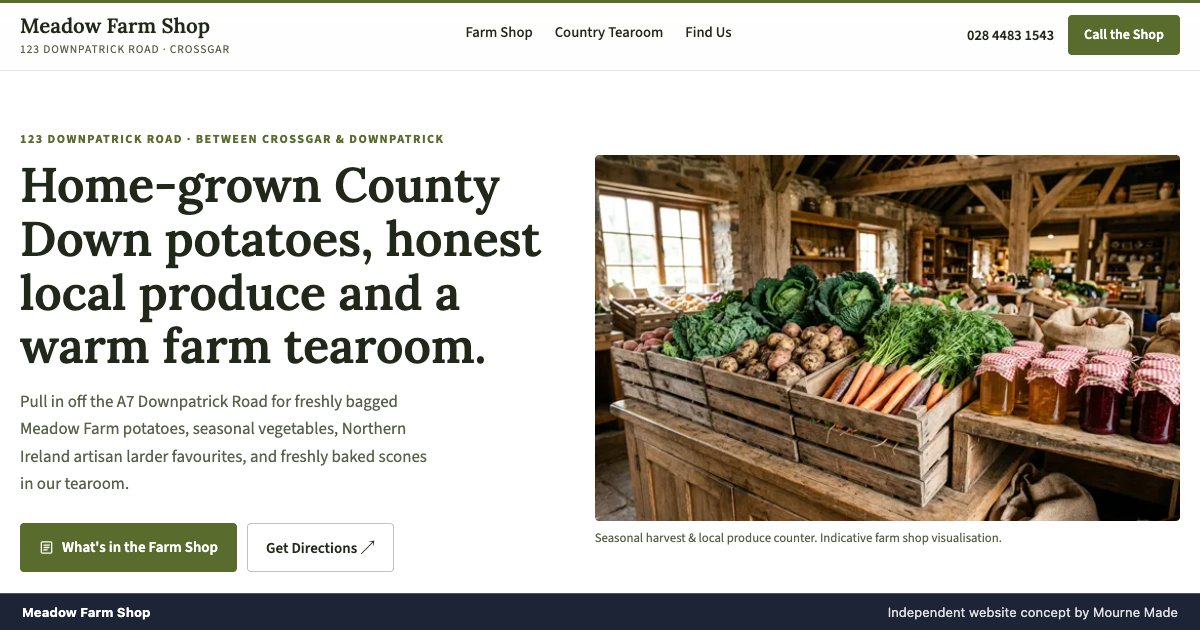 Meadow Farm Shop
123 DOWNPATRICK ROAD · CROSSGAR
Farm Shop
Country Tearoom
Find Us
028 4483 1543
Call the Shop
123 DOWNPATRICK ROAD · BETWEEN CROSSGAR & DOWNPATRICK
Home-grown County
Down potatoes, honest
local produce and a
warm farm tearoom.
Pull in off the A7 Downpatrick Road for freshly bagged
Meadow Farm potatoes, seasonal vegetables, Northern
Ireland artisan larder favourites, and freshly baked scones
in our tearoom.
What's in the Farm Shop
Get Directions
Seasonal harvest & local produce counter. Indicative farm shop visualisation.
Meadow Farm Shop
Independent website concept by Mourne Made